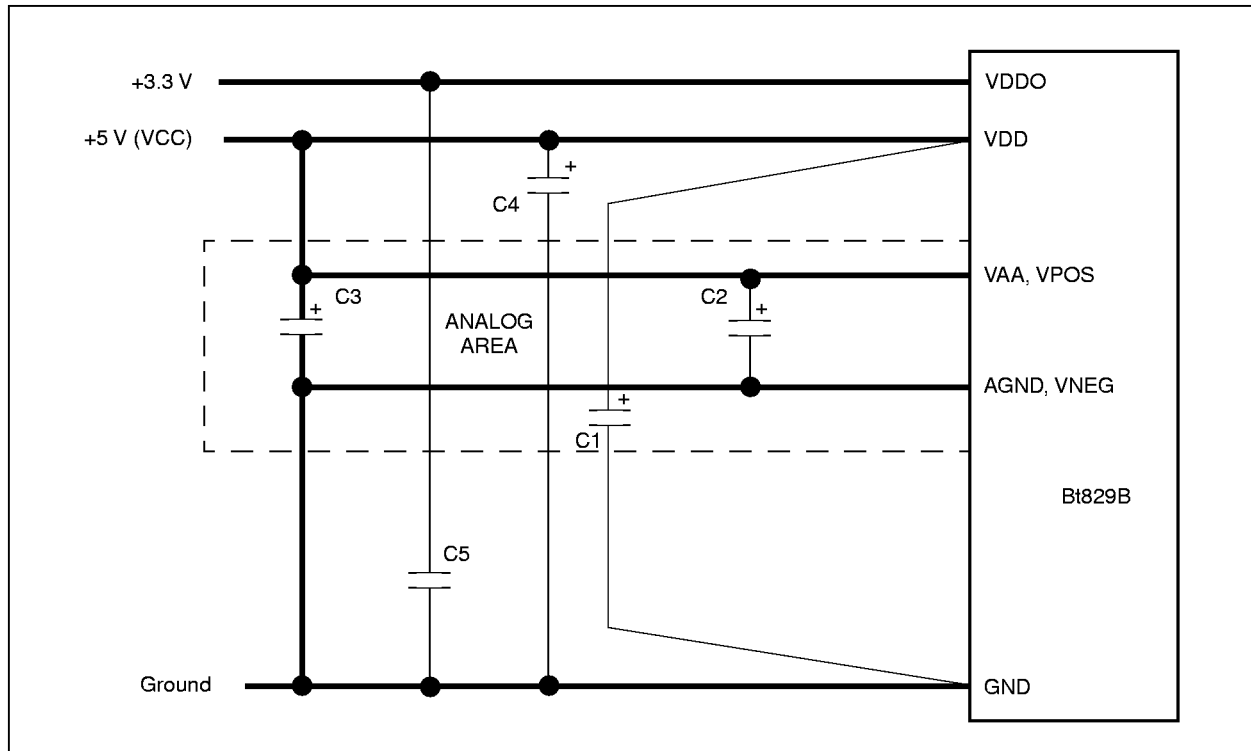 +3.3 V
VDDO
+5 V (VCC)
VDD
+
C4
VAA, VPOS
C3
C2
+
+
ANALOG
AREA
AGND, VNEG
+
C1
Bt829B
C5
Ground
GND